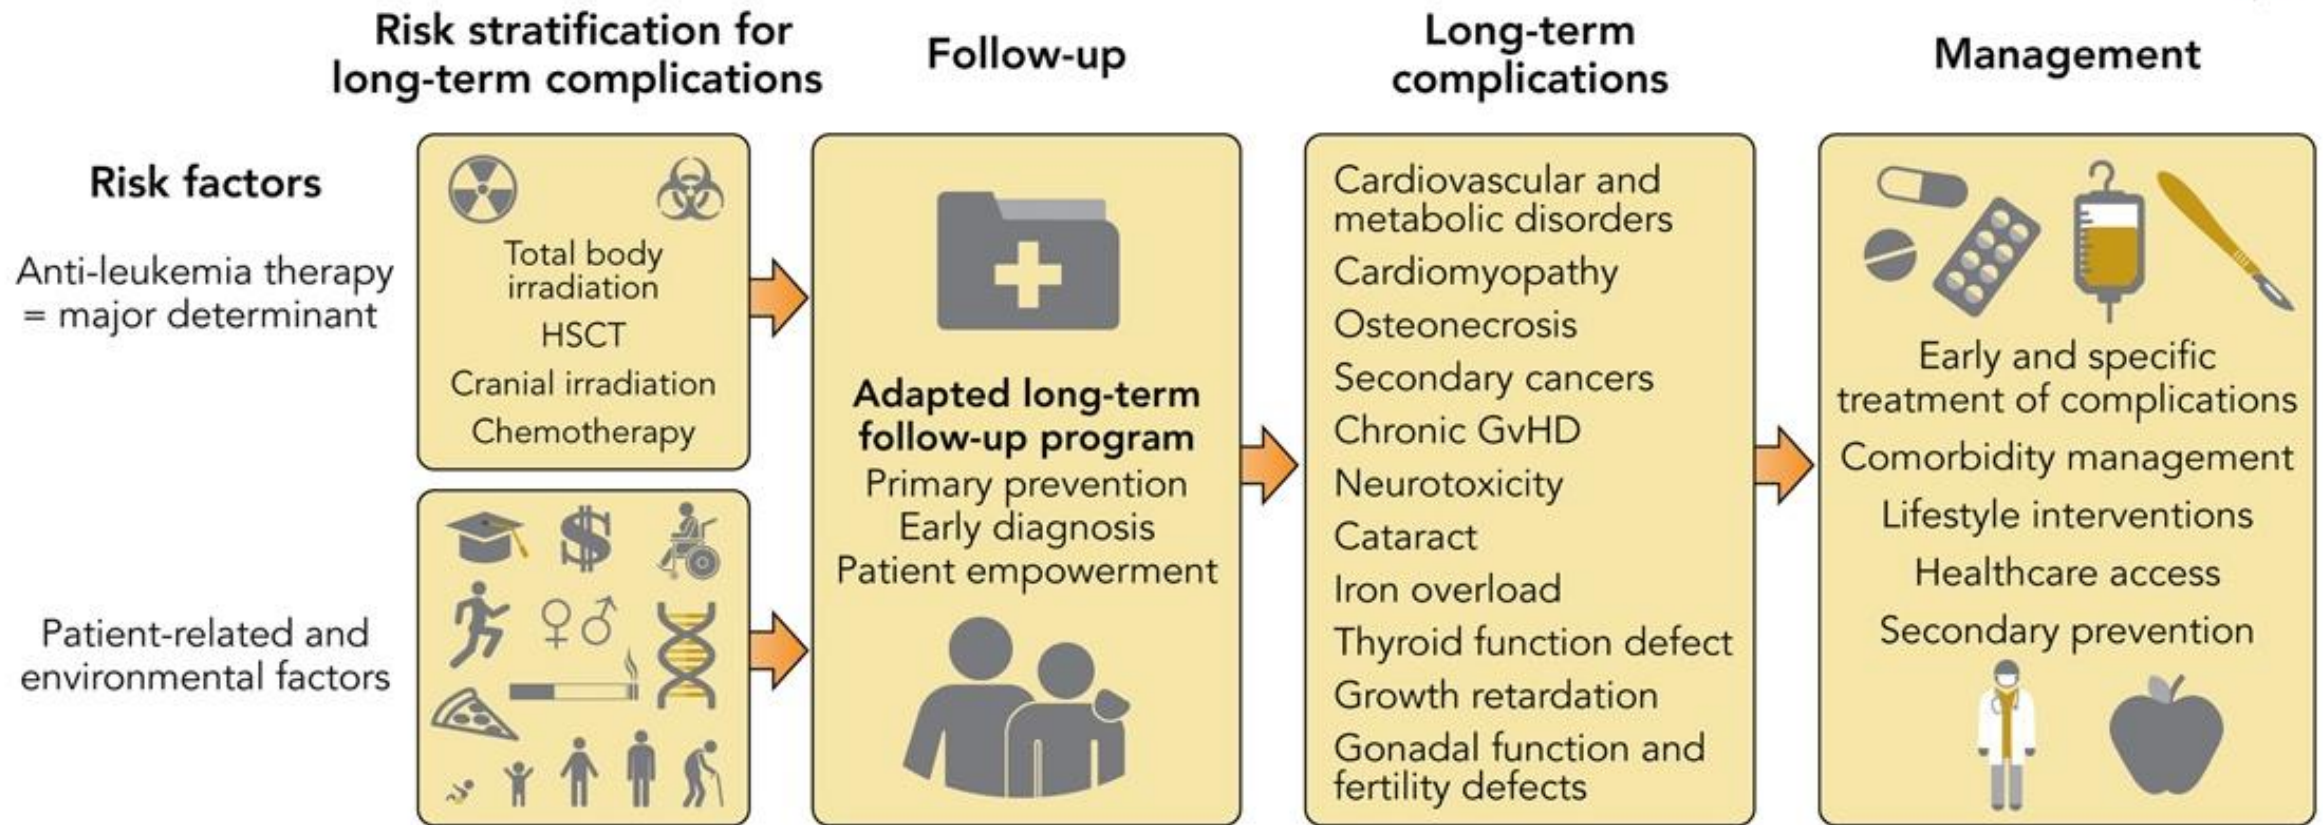 Risk stratification for
long-term complications
Follow-up
Long-term
complications
Management
Risk factors
Anti-leukemia therapy
= major determinant
Patient-related and
environmental factors
Total body
irradiation
HSCT
Cranial irradiation
Chemotherapy
$
Adapted long-term
follow-up program
Primary prevention
Early diagnosis
Patient empowerment
Cardiovascular and
metabolic disorders
Cardiomyopathy
Osteonecrosis
Secondary cancers
Chronic GvHD
Neurotoxicity
Cataract
Iron overload
Thyroid function defect
Growth retardation
Gonadal function and
fertility defects
Early and specific
treatment of complications
Comorbidity management
Lifestyle interventions
Healthcare access
Secondary prevention